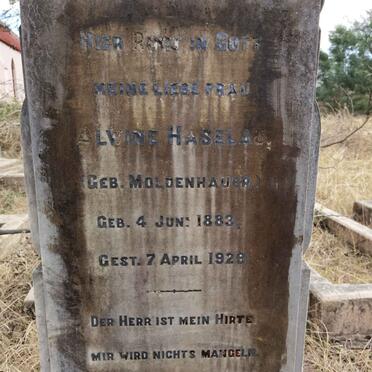 HIER RUHT IN GOTT
MEINE LIEBE FRAU
ALVINE HASELAU
(GEB. MOLDENHAUER)
GEB. 4 JUNI 1883,
GEST. 7 APRIL 1929.
DER HERR IST MEIN HIRTE
MIR WIRD NICHTS MANGELN.